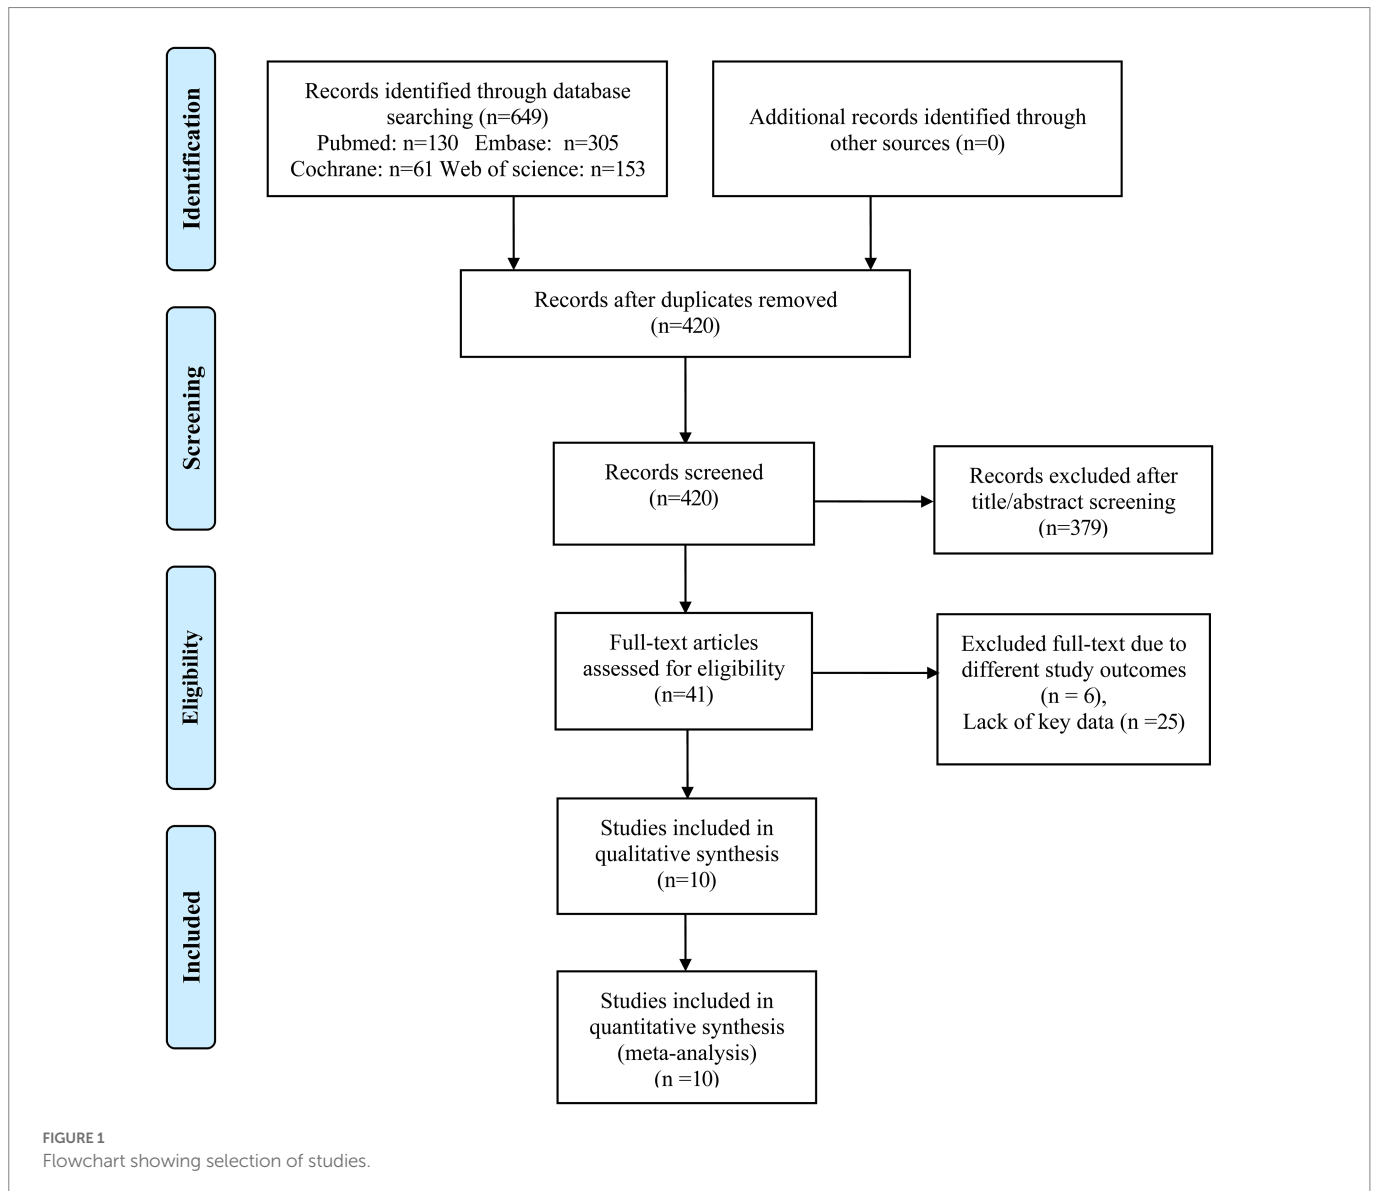 Identification
Records identified through database
searching (n=649)
Pubmed: n=130 Embase: n=305
Cochrane: n=61 Web of science: n=153
Additional records identified through
other sources (n=0)
Records after duplicates removed
(n=420)
Screening
Records screened
(n=420)
Records excluded after
title/abstract screening
(n=379)
Eligibility
Full-text articles
assessed for eligibility
(n=41)
Excluded full-text due to
different study outcomes
(n = 6),
Lack of key data (n =25)
Included
Studies included in
qualitative synthesis
(n=10)
Studies included in
quantitative synthesis
(meta-analysis)
(n =10)
FIGURE 1
Flowchart showing selection of studies.